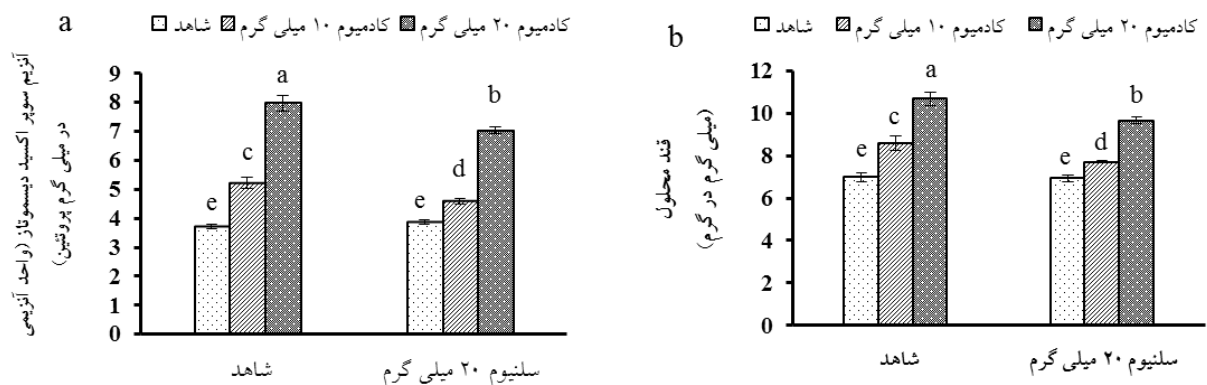 a
شاهد کادمیوم ۱۰ میلی گرم کادمیوم ۲۰ میلی گرم
آنزیم سوپر اکسید دیسموتاز (واحد آنزیمی
در میلی گرم پروتئین)
9
8
7
6
5
4
3
2
1
0
e
c
a
e
d
b
شاهد
سلنیوم ۲۰ میلی گرم
b
شاهد کادمیوم ۱۰ میلی گرم کادمیوم ۲۰ میلی گرم
قند محلول
(میلی گرم در گرم)
12
10
8
6
4
2
0
e
c
a
e
d
b
شاهد
سلنیوم ۲۰ میلی گرم